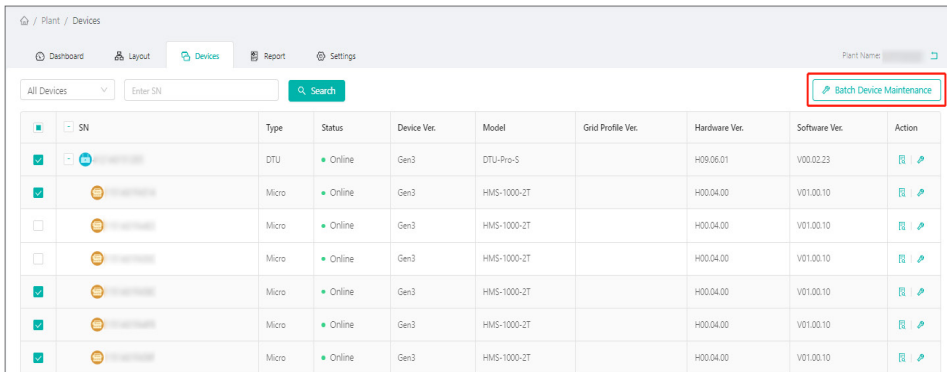 / Plant / Devices
Dashboard Layout Devices Report Settings Plant Name:
All Devices Enter SN Search Batch Device Maintenance
SN Type Status Device Ver. Model Grid Profile Ver. Hardware Ver. Software Ver. Action
DTU Online Gen3 DTU-Pro-S H09.06.01 V00.02.23
Micro Online Gen3 HMS-1000-2T H00.04.00 V01.00.10
Micro Online Gen3 HMS-1000-2T H00.04.00 V01.00.10
Micro Online Gen3 HMS-1000-2T H00.04.00 V01.00.10
Micro Online Gen3 HMS-1000-2T H00.04.00 V01.00.10
Micro Online Gen3 HMS-1000-2T H00.04.00 V01.00.10
Micro Online Gen3 HMS-1000-2T H00.04.00 V01.00.10